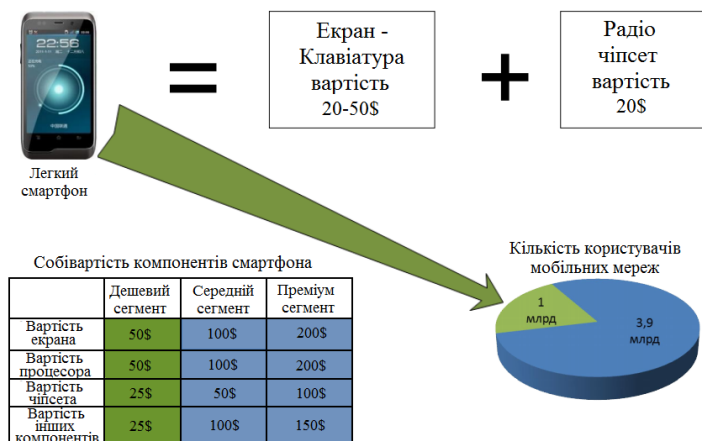 22:56
Екран -
Клавіатура
вартість
20-50$
Радіо
чіпсет
вартість
20$
Легкий
смартфон
Собівартість компонентів смартфона
Дешевий сегмент Середній сегмент Преміум сегмент
Вартість екрана 50$ 100$ 200$
Вартість процесора 50$ 100$ 200$
Вартість чіпсета 25$ 50$ 100$
Вартість інших компонентів 25$ 100$ 150$
Кількість користувачів
мобільних мереж
1
млрд
3,9
млрд